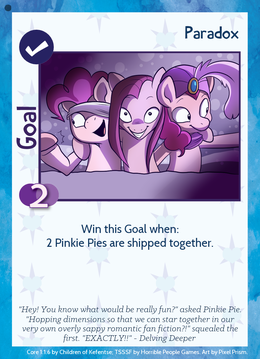 Paradox
Goal
2
Win this Goal when:
2 Pinkie Pies are shipped together.
"Hey! You know what would be really fun?" asked Pinkie Pie.
"Hopping dimensions so that we can star together in our
very own overly sappy romantic fan fiction?!" squealed the
first. "EXACTLY!!" - Delving Deeper
Core 1.1.6 by Children of Kefentse; TSSSF by Horrible People Games. Art by Pixel Prism.